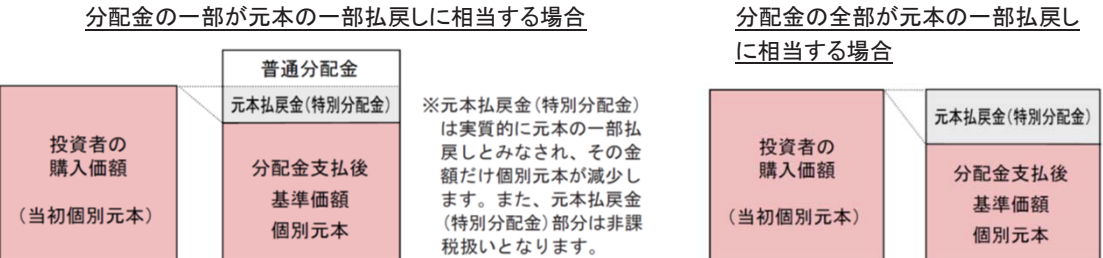 分配金の一部が元本の一部払戻しに相当する場合
普通分配金
元本払戻金(特別分配金)
投資者の
購入価額
(当初個別元本)
分配金支払後
基準価額
個別元本
※元本払戻金(特別分配金)
は実質的に元本の一部払
戻しとみなされ、その金
額だけ個別元本が減少し
ます。また、元本払戻金
(特別分配金)部分は非課
税扱いとなります。
分配金の全部が元本の一部払戻し
に相当する場合
元本払戻金(特別分配金)
投資者の
購入価額
(当初個別元本)
分配金支払後
基準価額
個別元本